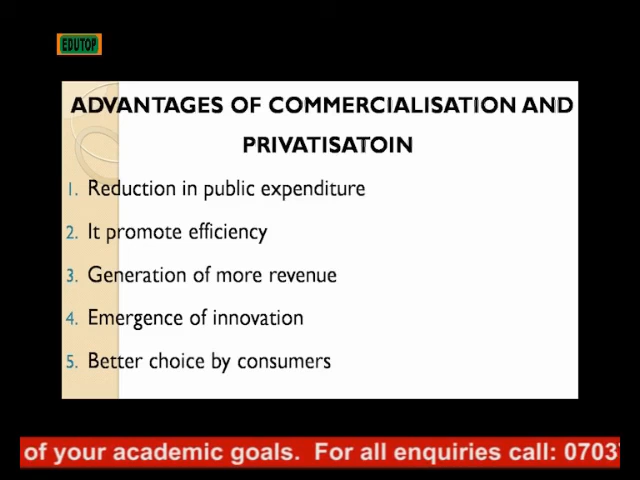 EDUTOP
ADVANTAGES OF COMMERCIALISATION AND
PRIVATISATOIN
1. Reduction in public expenditure
2. It promote efficiency
3. Generation of more revenue
4. Emergence of innovation
5. Better choice by consumers
of your academic goals. For all enquiries call: 0703